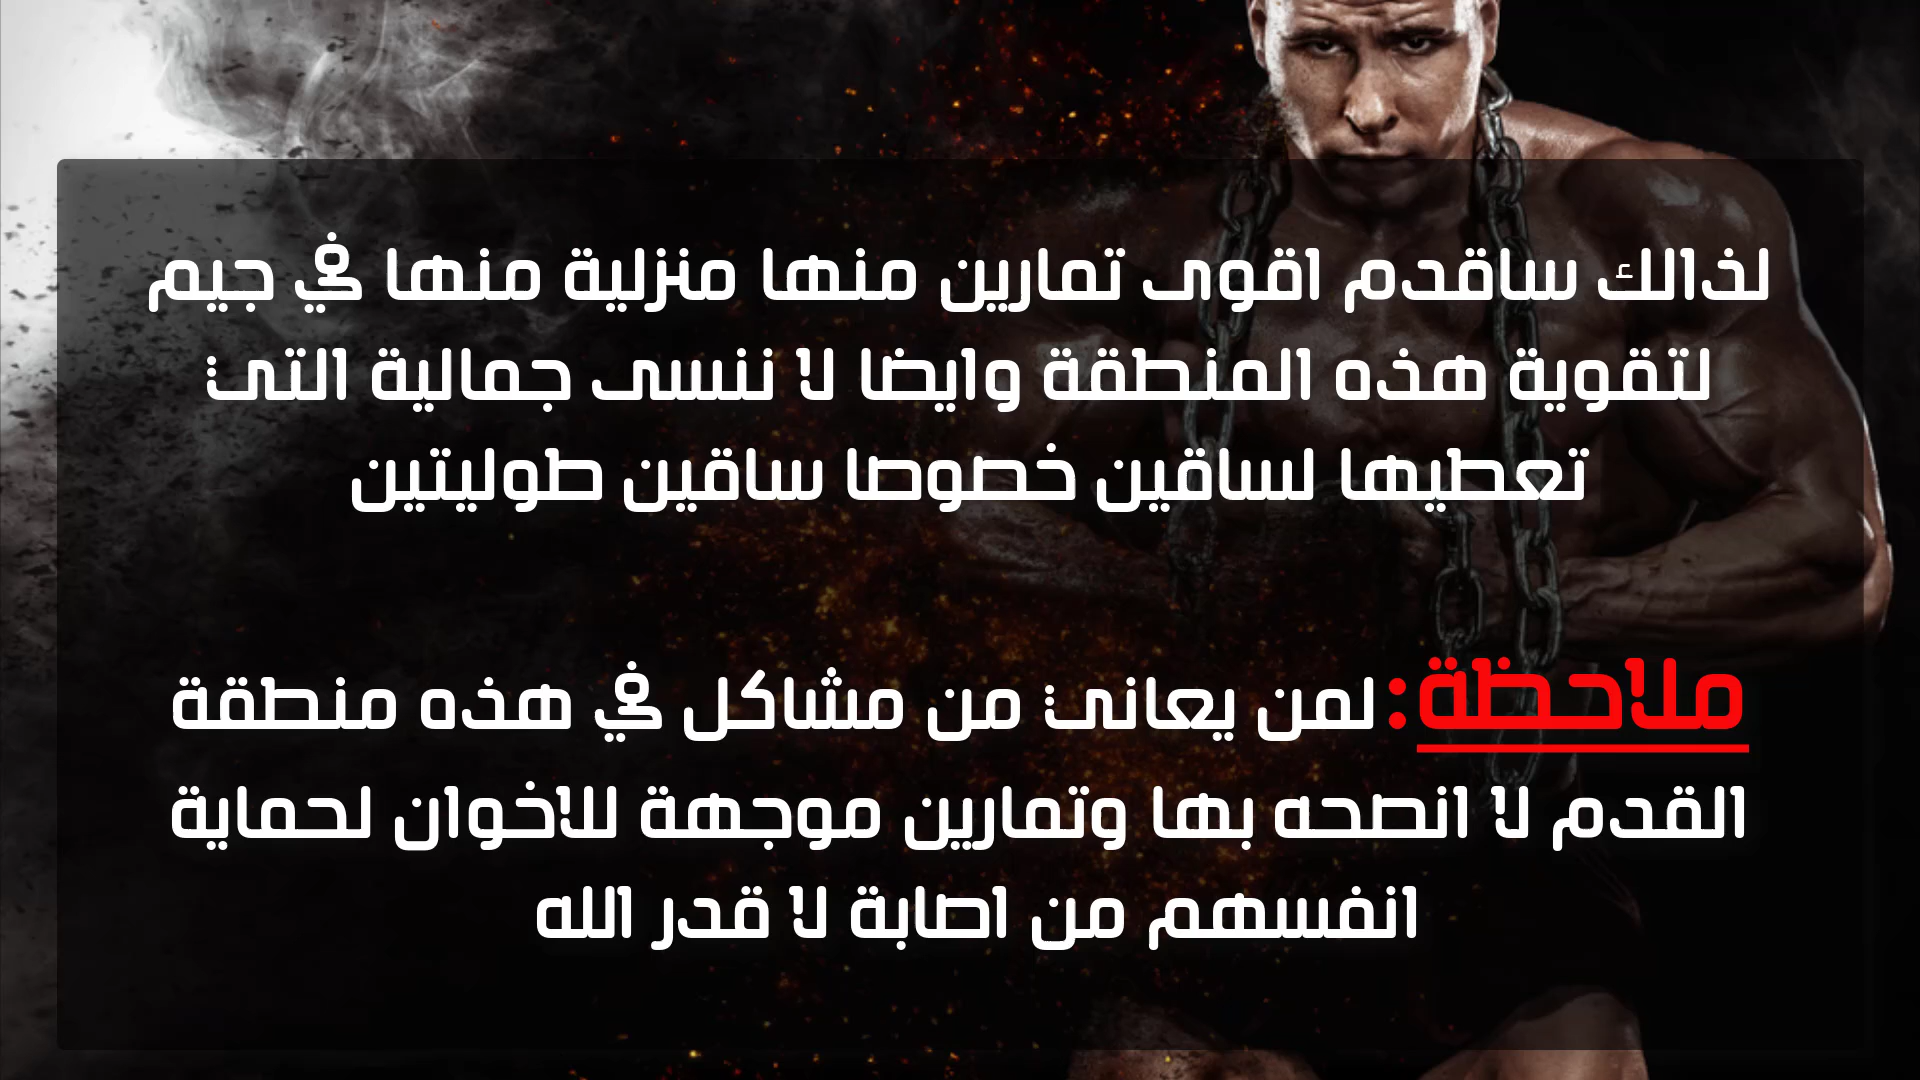 لذالك ساقدم اقوى تمارين منها منزلية منها في جيم
لتقوية هذه المنطقة وايضا لا ننسى جمالية التي
تعطيها لساقين خصوصا ساقين طوليتين
ملاحظة: لمن يعاني من مشاكل في هذه منطقة
القدم لا انصحه بها وتمارين موجهة للاخوان لحماية
انفسهم من اصابة لا قدر الله